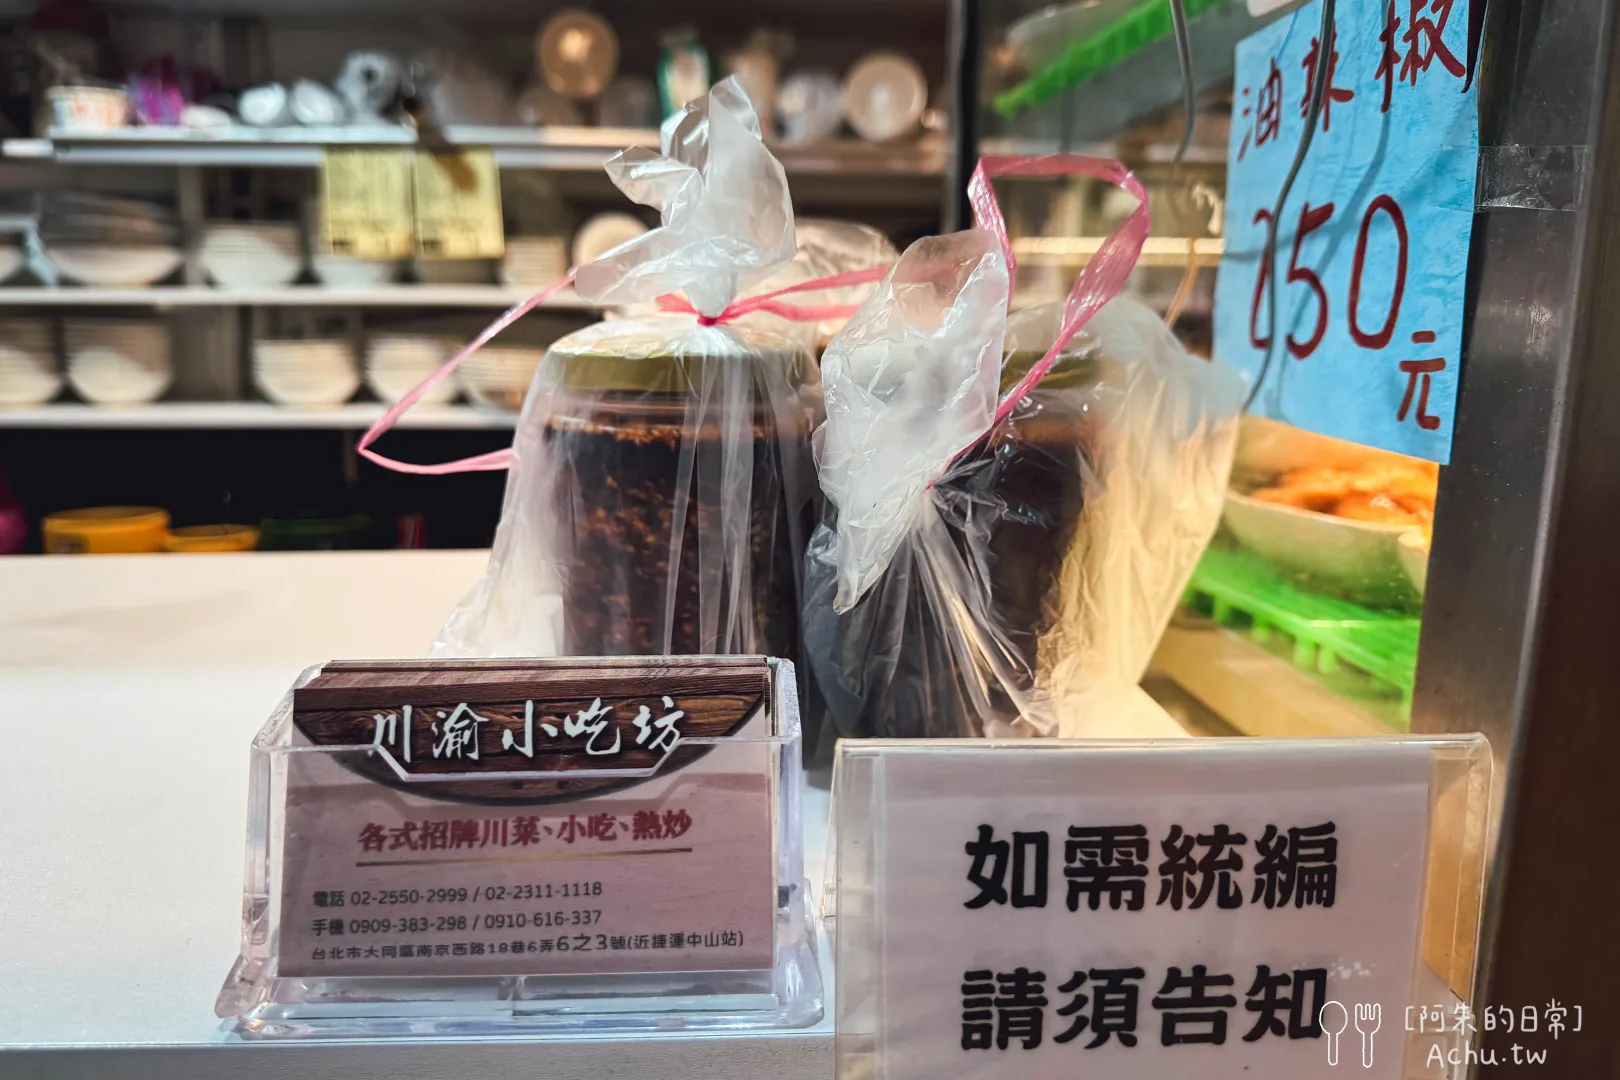 油辣椒
250
元
川渝小吃坊
各式招牌川菜、小吃、熱炒
電話 02-2550-2999 / 02-2311-1118
手機 0909-383-298 / 0910-616-337
台北市大同區南京西路18巷6弄6之3號(近捷運中山站)
如需統編
請須告知
[阿朱的日常]
Achu.tw